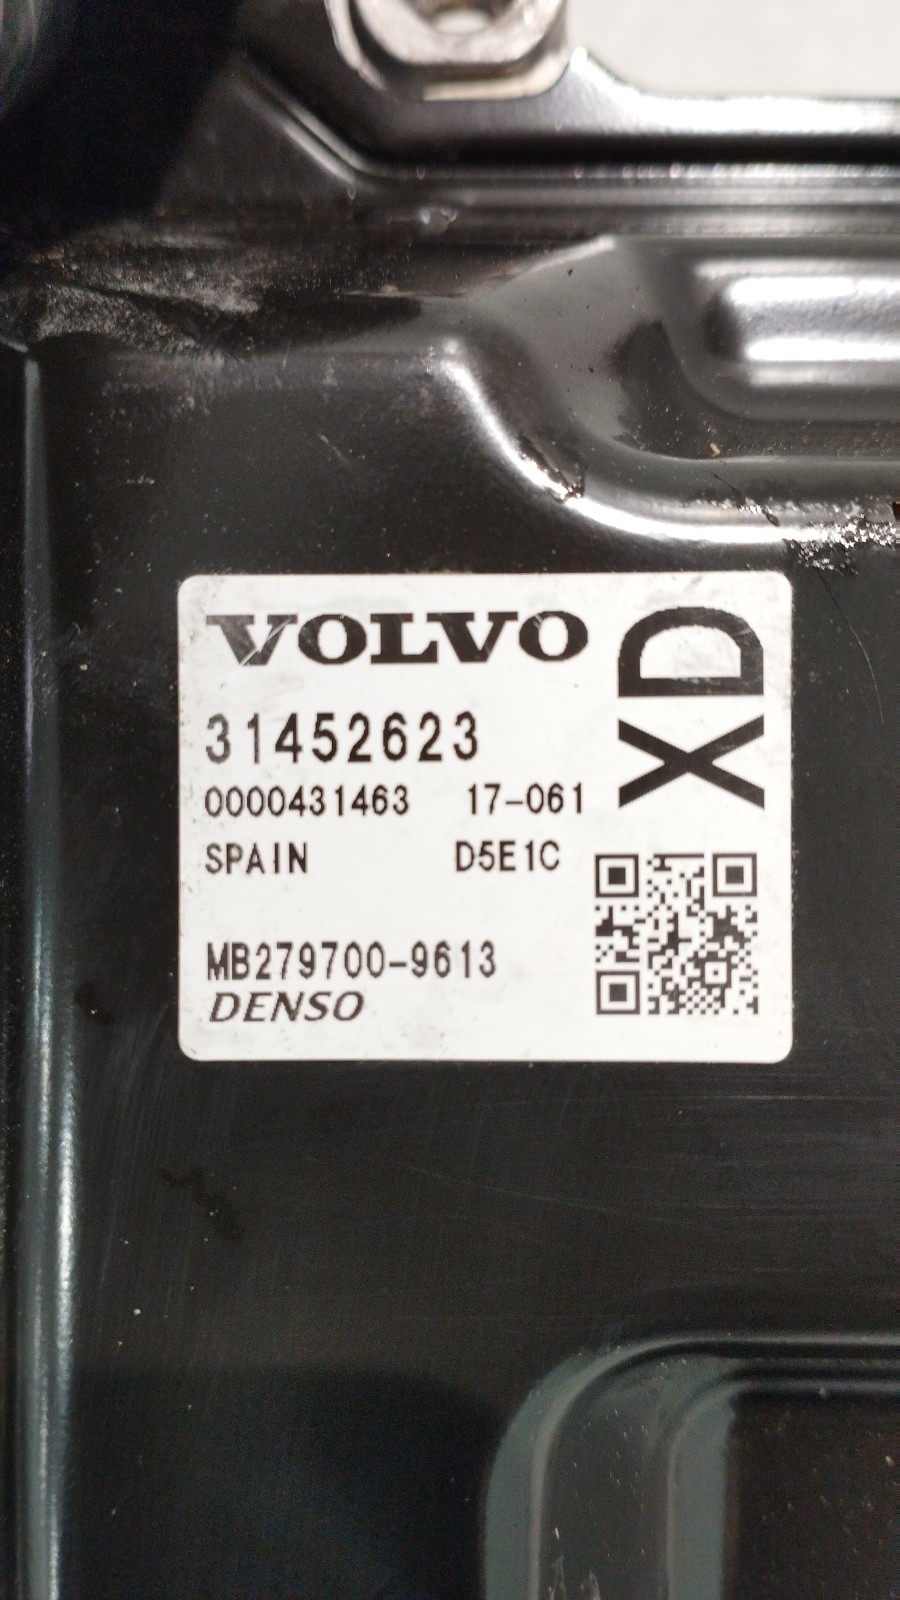 VOLVO
XD
31452623
0000431463 17-061
SPAIN D5E1C
MB279700-9613
DENSO